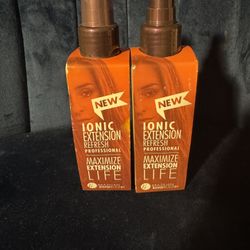 NEW
IONIC
EXTENSION
REFRESH
PROFESSIONAL
MAXIMIZE
EXTENSION
LIFE
NEW
IONIC
EXTENSION
REFRESH
PROFESSIONAL
MAXIMIZE
EXTENSION
LIFE